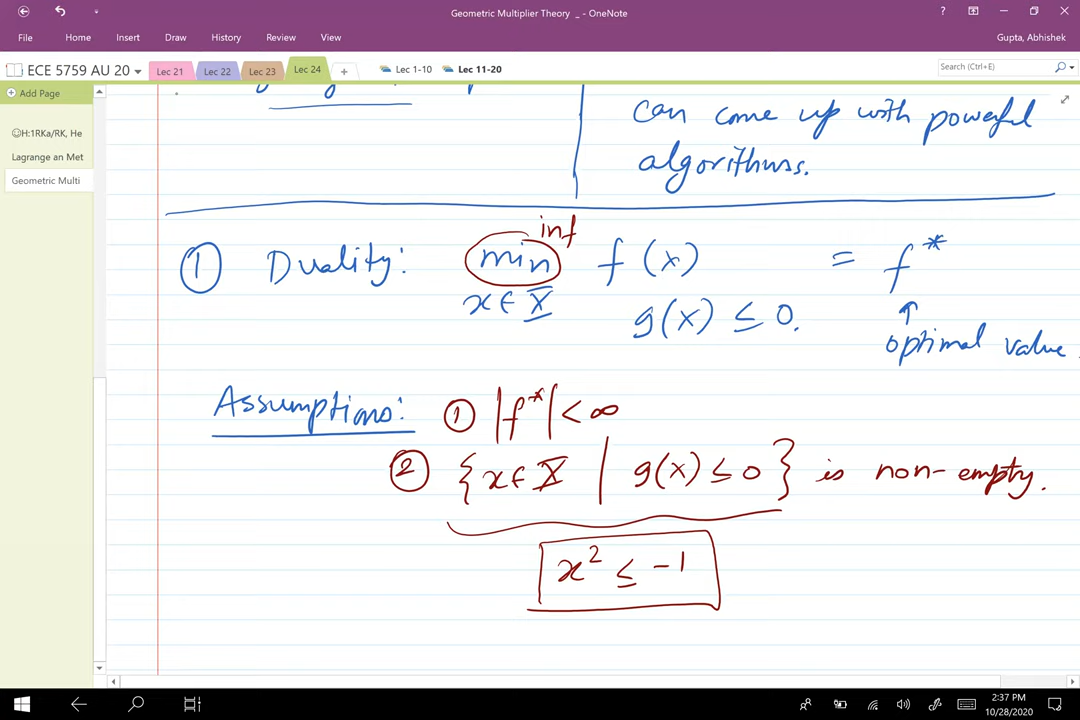 Geometric Multiplier Theory _ - OneNote
Gupta, Abhishek
File Home Insert Draw History Review View
ECE 5759 AU 20
Lec 21 Lec 22 Lec 23 Lec 24 + Lec 1-10 Lec 11-20
Search (Ctrl+E)
Add Page
☺H:1RKa/RK, He
Lagrange an Met
Geometric Multi
can come up with powerful
algorithms.
① Duality: min inf f(x) = f*
x∈X g(x) ≤ 0.
↑
optimal value.
Assumptions: ① |f*| < ∞
② {x∈X | g(x) ≤ 0} is non-empty.
x² ≤ -1
2:37 PM
10/28/2020